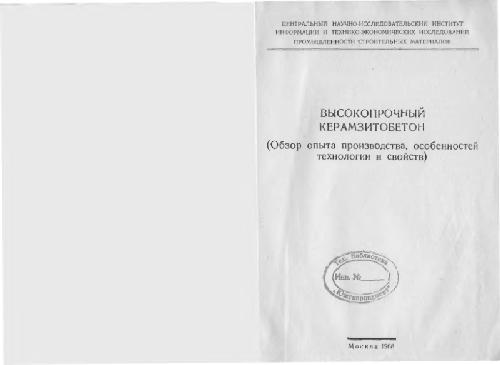 ЦЕНТРАЛЬНЫЙ НАУЧНО-ИССЛЕДОВАТЕЛЬСКИЙ ИНСТИТУТ
ИНФОРМАЦИИ И ТЕХНИКО-ЭКОНОМИЧЕСКИХ ИССЛЕДОВАНИЙ
ПРОМЫШЛЕННОСТИ СТРОИТЕЛЬНЫХ МАТЕРИАЛОВ
ВЫСОКОПРОЧНЫЙ
КЕРАМЗИТОБЕТОН
(Обзор опыта производства, особенностей
технологии и свойств)
Тех. Библиотека
Инв. №
Москва 1968